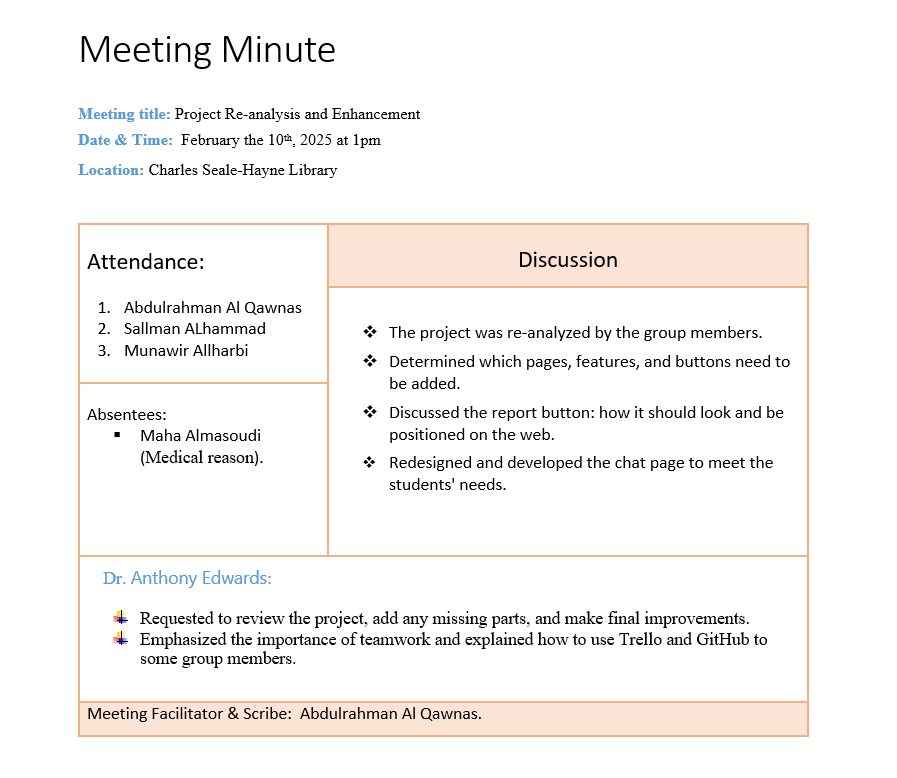 Meeting Minute
Meeting title: Project Re-analysis and Enhancement
Date & Time: February the 10th, 2025 at 1pm
Location: Charles Seale-Hayne Library
Attendance:
1. Abdulrahman Al Qawnas
2. Sallman ALhammad
3. Munawir Allharbi
Absentees:
▪ Maha Almasoudi
(Medical reason).
Discussion
❖ The project was re-analyzed by the group members.
❖ Determined which pages, features, and buttons need to
be added.
❖ Discussed the report button: how it should look and be
positioned on the web.
❖ Redesigned and developed the chat page to meet the
students' needs.
Dr. Anthony Edwards:
Requested to review the project, add any missing parts, and make final improvements.
Emphasized the importance of teamwork and explained how to use Trello and GitHub to
some group members.
Meeting Facilitator & Scribe: Abdulrahman Al Qawnas.